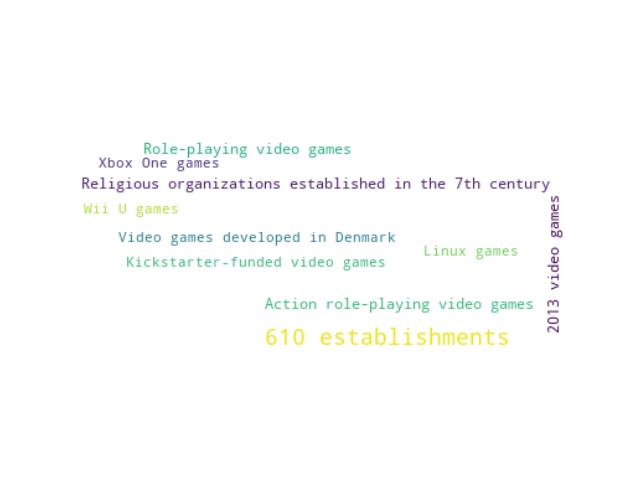 Role-playing video games
Xbox One games
Religious organizations established in the 7th century
Wii U games
2013 video games
Video games developed in Denmark
Linux games
Kickstarter-funded video games
Action role-playing video games
610 establishments